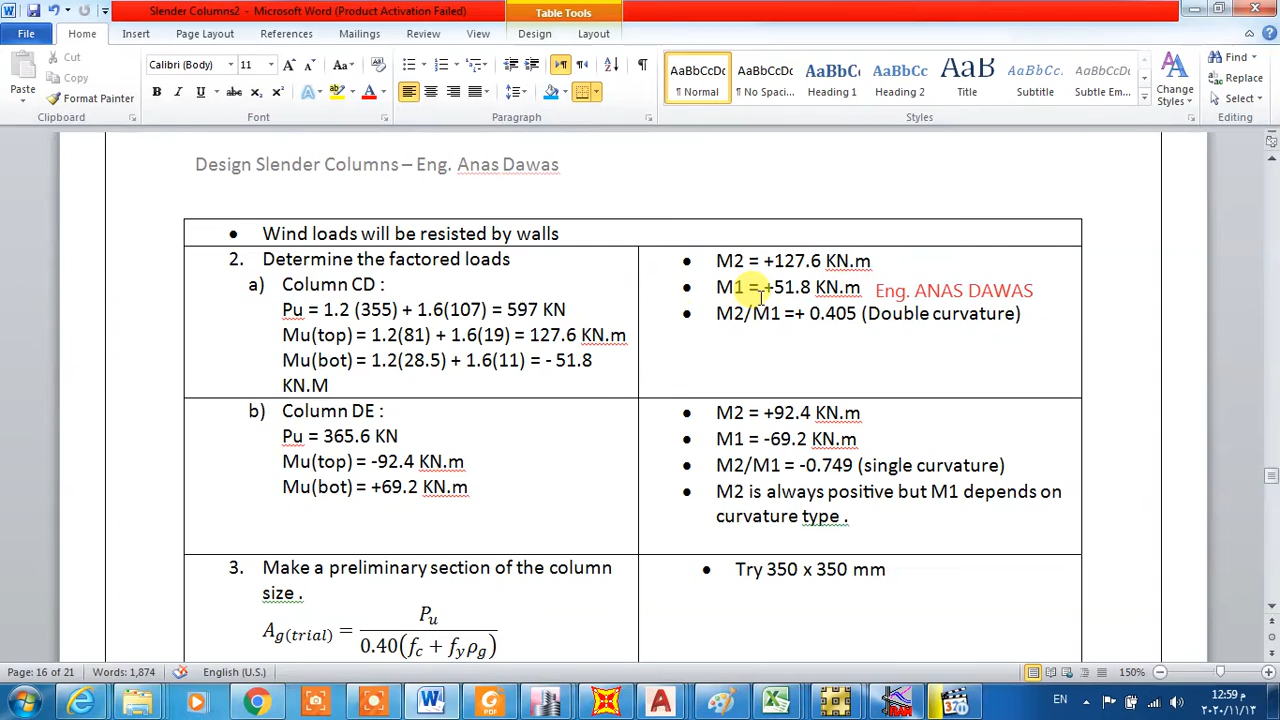 Slender Columns2 - Microsoft Word (Product Activation Failed)
Table Tools
File
Home
Insert
Page Layout
References
Mailings
Review
View
Design
Layout
Paste
Cut
Copy
Format Painter
Clipboard
Calibri (Body)
11
Font
Paragraph
AaBbCcDc
¶ Normal
AaBbCcDc
¶ No Spaci...
AaBbC
Heading 1
AaBbCc
Heading 2
AaB
Title
AaBbCc.
Subtitle
AaBbCcDc
Subtle Em...
Change Styles
Styles
Find
Replace
Select
Editing
Design Slender Columns – Eng. Anas Dawas
• Wind loads will be resisted by walls
2. Determine the factored loads
a) Column CD :
Pu = 1.2 (355) + 1.6(107) = 597 KN
Mu(top) = 1.2(81) + 1.6(19) = 127.6 KN.m
Mu(bot) = 1.2(28.5) + 1.6(11) = - 51.8
KN.M
• M2 = +127.6 KN.m
• M1 = +51.8 KN.m
Eng. ANAS DAWAS
• M2/M1 =+ 0.405 (Double curvature)
b) Column DE :
Pu = 365.6 KN
Mu(top) = -92.4 KN.m
Mu(bot) = +69.2 KN.m
• M2 = +92.4 KN.m
• M1 = -69.2 KN.m
• M2/M1 = -0.749 (single curvature)
• M2 is always positive but M1 depends on
curvature type .
3. Make a preliminary section of the column
size .
A_g(trial) = P_u / 0.40(f_c + f_yρ_g)
• Try 350 x 350 mm
Page: 16 of 21
Words: 1,874
English (U.S.)
150%
EN
12:59 م
٢٠٢٠/١١/١٣